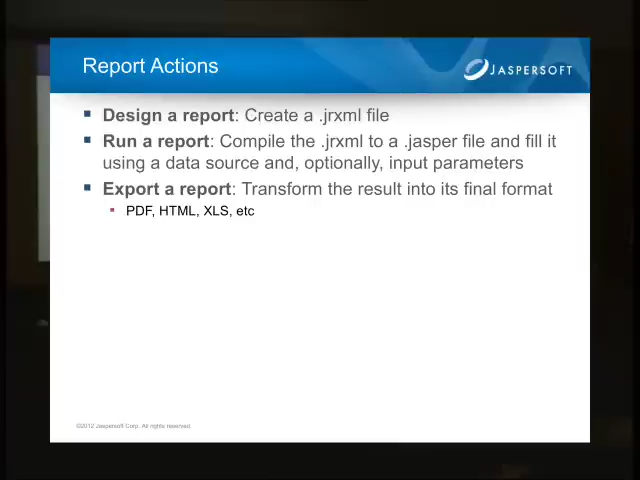 Report Actions
JASPERSOFT
Design a report: Create a .jrxml file
Run a report: Compile the .jrxml to a .jasper file and fill it
using a data source and, optionally, input parameters
Export a report: Transform the result into its final format
PDF, HTML, XLS, etc
©2012 Jaspersoft Corp. All rights reserved.